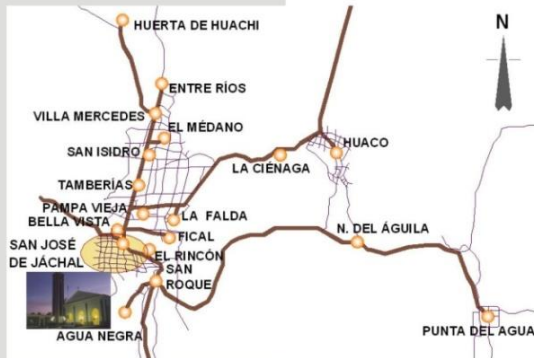 HUERTA DE HUACHI
N
ENTRE RÍOS
VILLA MERCEDES
EL MÉDANO
SAN ISIDRO
HUACO
LA CIÉNAGA
TAMBERÍAS
PAMPA VIEJA
BELLA VISTA
LA FALDA
FICAL
N. DEL ÁGUILA
SAN JOSÉ
DE JÁCHAL
EL RINCÓN
SAN
ROQUE
AGUA NEGRA
PUNTA DEL AGUA